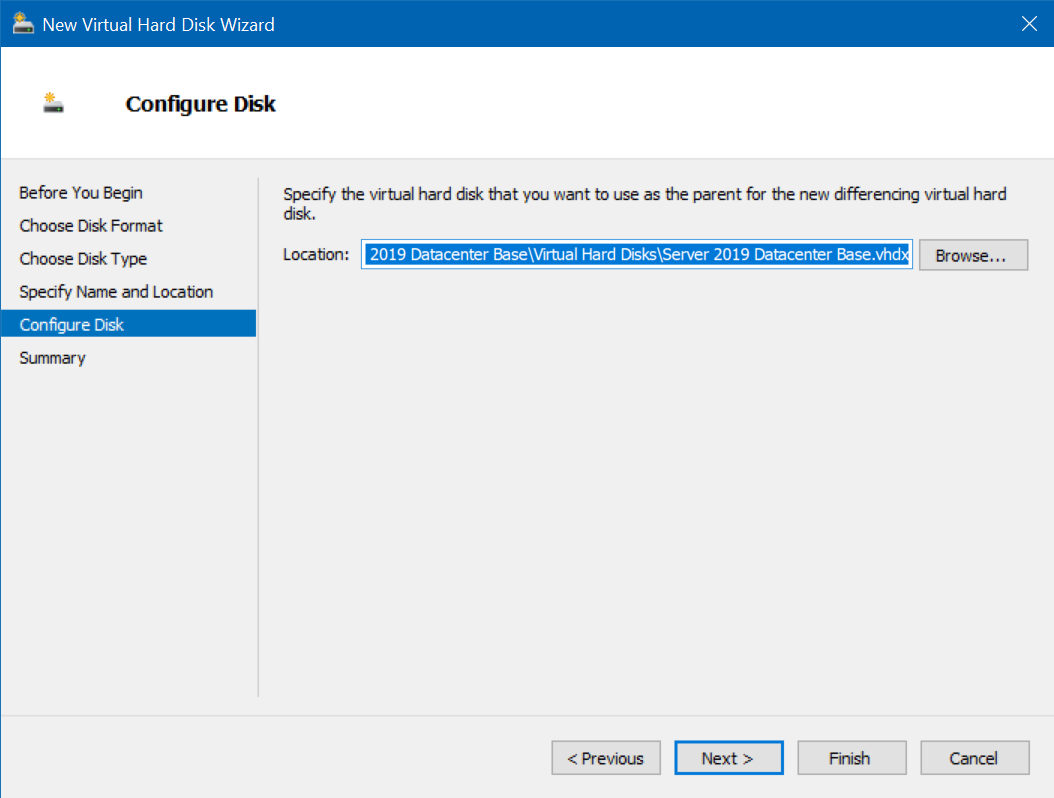 New Virtual Hard Disk Wizard
Configure Disk
Before You Begin
Choose Disk Format
Choose Disk Type
Specify Name and Location
Configure Disk
Summary
Specify the virtual hard disk that you want to use as the parent for the new differencing virtual hard
disk.
Location: 2019 Datacenter Base\Virtual Hard Disks\Server 2019 Datacenter Base.vhdx Browse...
< Previous Next > Finish Cancel